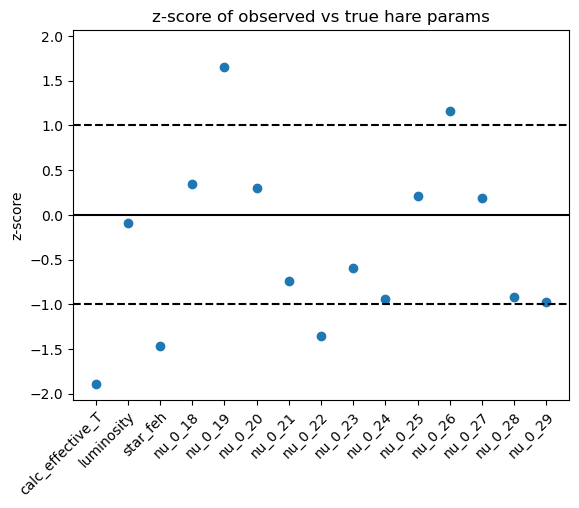 z-score of observed vs true hare params
z-score
2.0
1.5
1.0
0.5
0.0
−0.5
−1.0
−1.5
−2.0
calc_effective_T
luminosity
star_feh
nu_0_18
nu_0_19
nu_0_20
nu_0_21
nu_0_22
nu_0_23
nu_0_24
nu_0_25
nu_0_26
nu_0_27
nu_0_28
nu_0_29